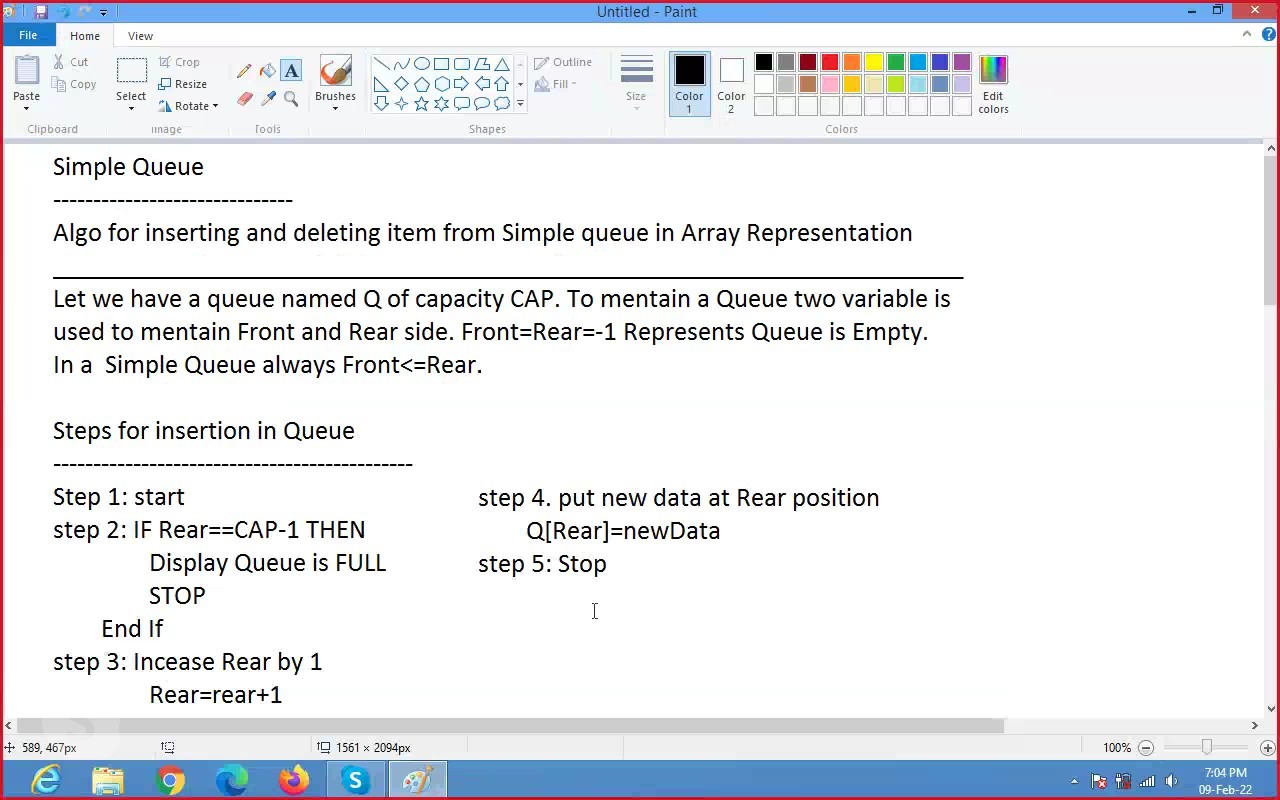 Untitled - Paint
File
Home
View
Paste
Cut
Copy
Clipboard
Select
Crop
Resize
Rotate
Image
A
Tools
Brushes
Outline
Fill
Shapes
Size
Color 1
Color 2
Edit colors
Colors
Simple Queue
------------------------------
Algo for inserting and deleting item from Simple queue in Array Representation
Let we have a queue named Q of capacity CAP. To mentain a Queue two variable is
used to mentain Front and Rear side. Front=Rear=-1 Represents Queue is Empty.
In a  Simple Queue always Front<=Rear.
Steps for insertion in Queue
---------------------------------------------
Step 1: start
step 2: IF Rear==CAP-1 THEN
Display Queue is FULL
STOP
End If
step 3: Incease Rear by 1
Rear=rear+1
step 4. put new data at Rear position
Q[Rear]=newData
step 5: Stop
589, 467px
1561 × 2094px
100%
S
7:04 PM
09-Feb-22